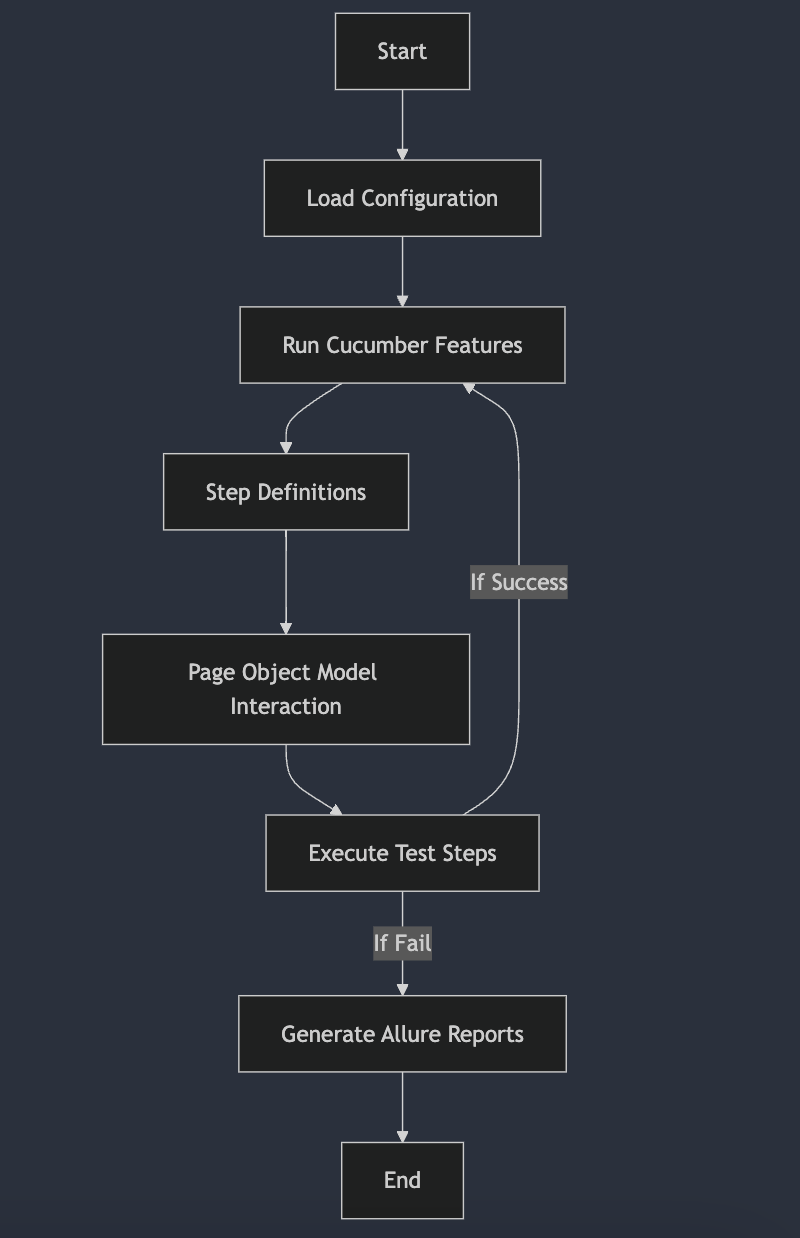 Start
Load Configuration
Run Cucumber Features
Step Definitions
If Success
Page Object Model
Interaction
Execute Test Steps
If Fail
Generate Allure Reports
End